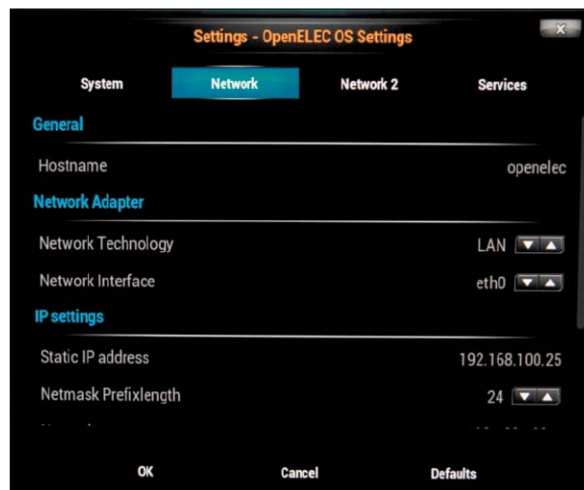 Settings - OpenELEC OS Settings
System Network Network 2 Services
General
Hostname openelec
Network Adapter
Network Technology LAN
Network Interface eth0
IP settings
Static IP address 192.168.100.25
Netmask Prefixlength 24
OK Cancel Defaults